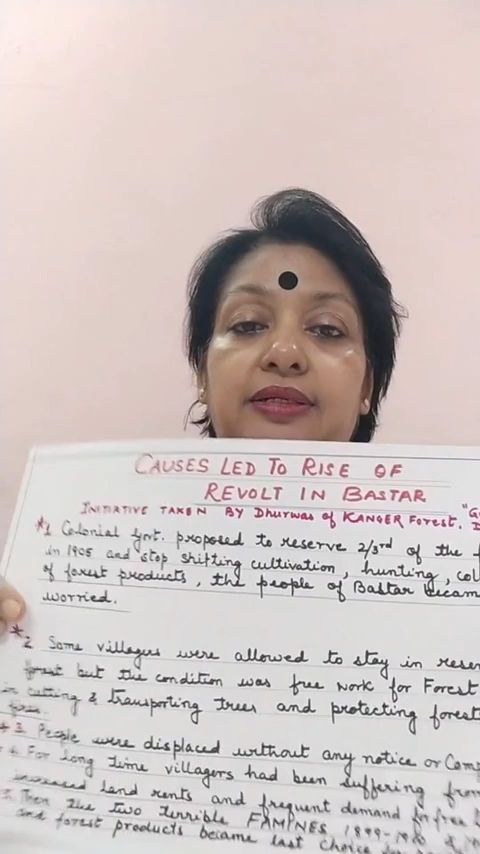 CAUSES LED TO RISE OF
REVOLT IN BASTAR
INITIATIVE TAKEN BY Dhurwas of KANGER Forest.
*1 Colonial Govt. proposed to reserve 2/3rd of the
in 1905 and stop shifting cultivation, hunting,
of forest products, the people of Bastar
worried.
*2 Some villagers were allowed to stay in
forest but the condition was free work for Forest
in cutting & transporting trees and protecting
fires.
*3 People were displaced without any notice or
4. For long time villagers had been suffering from
increased land rents and frequent demand for free
5. Then the two terrible FAMINES 1899-
and forest products became last choice